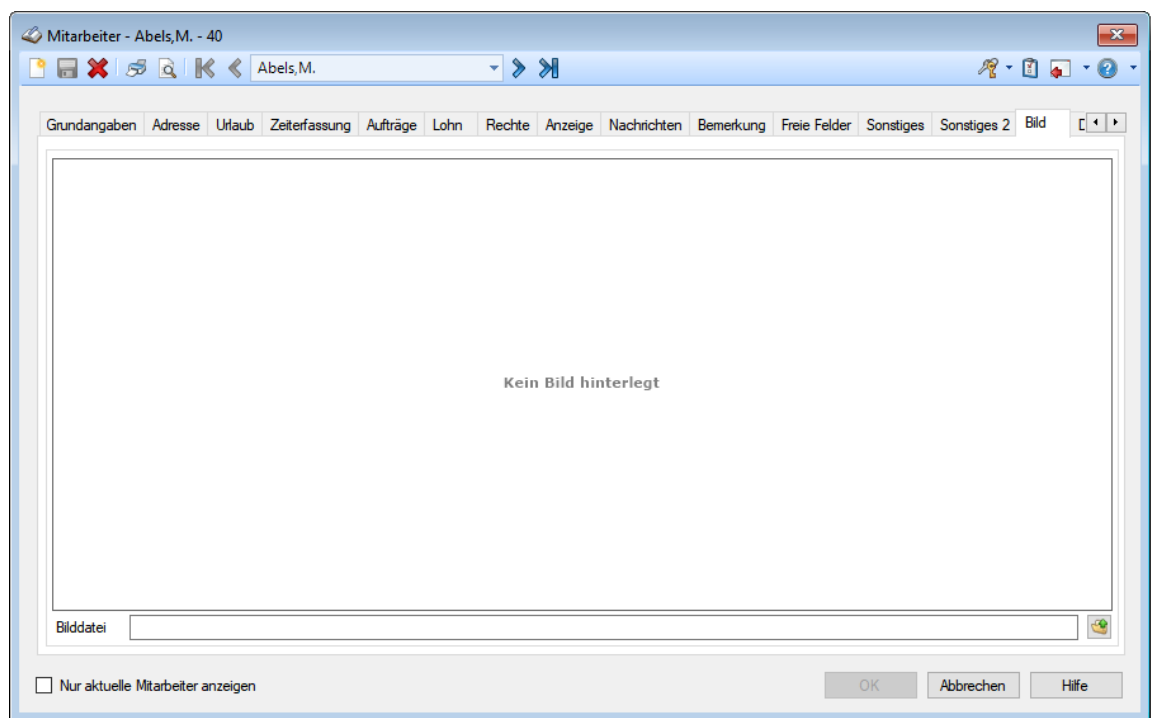 Mitarbeiter - Abels,M. - 40
Abels,M.
Grundangaben Adresse Urlaub Zeiterfassung Aufträge Lohn Rechte Anzeige Nachrichten Bemerkung Freie Felder Sonstiges Sonstiges 2 Bild
Kein Bild hinterlegt
Bilddatei
Nur aktuelle Mitarbeiter anzeigen OK Abbrechen Hilfe